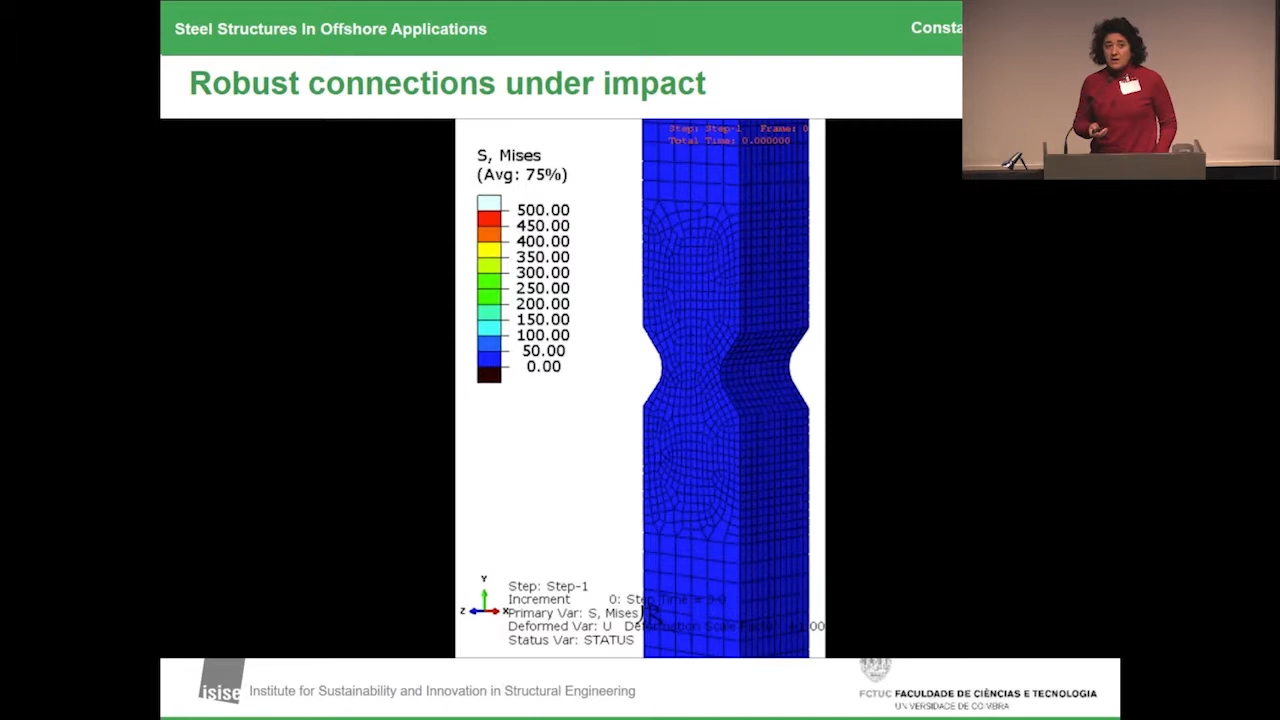 Steel Structures In Offshore Applications
Consta
Robust connections under impact
Step: Step-1 Frame: 0
Total Time: 0.000000
S, Mises
(Avg: 75%)
500.00
450.00
400.00
350.00
300.00
250.00
200.00
150.00
100.00
50.00
0.00
Y
Z
X
Step: Step-1
Increment 0: Step Time = 0.0
Primary Var: S, Mises
Deformed Var: U Deformation Scale Factor: +1.00
Status Var: STATUS
isise
Institute for Sustainability and Innovation in Structural Engineering
FCTUC FACULDADE DE CIÊNCIAS E TECNOLOGIA
UNIVERSIDADE DE COIMBRA